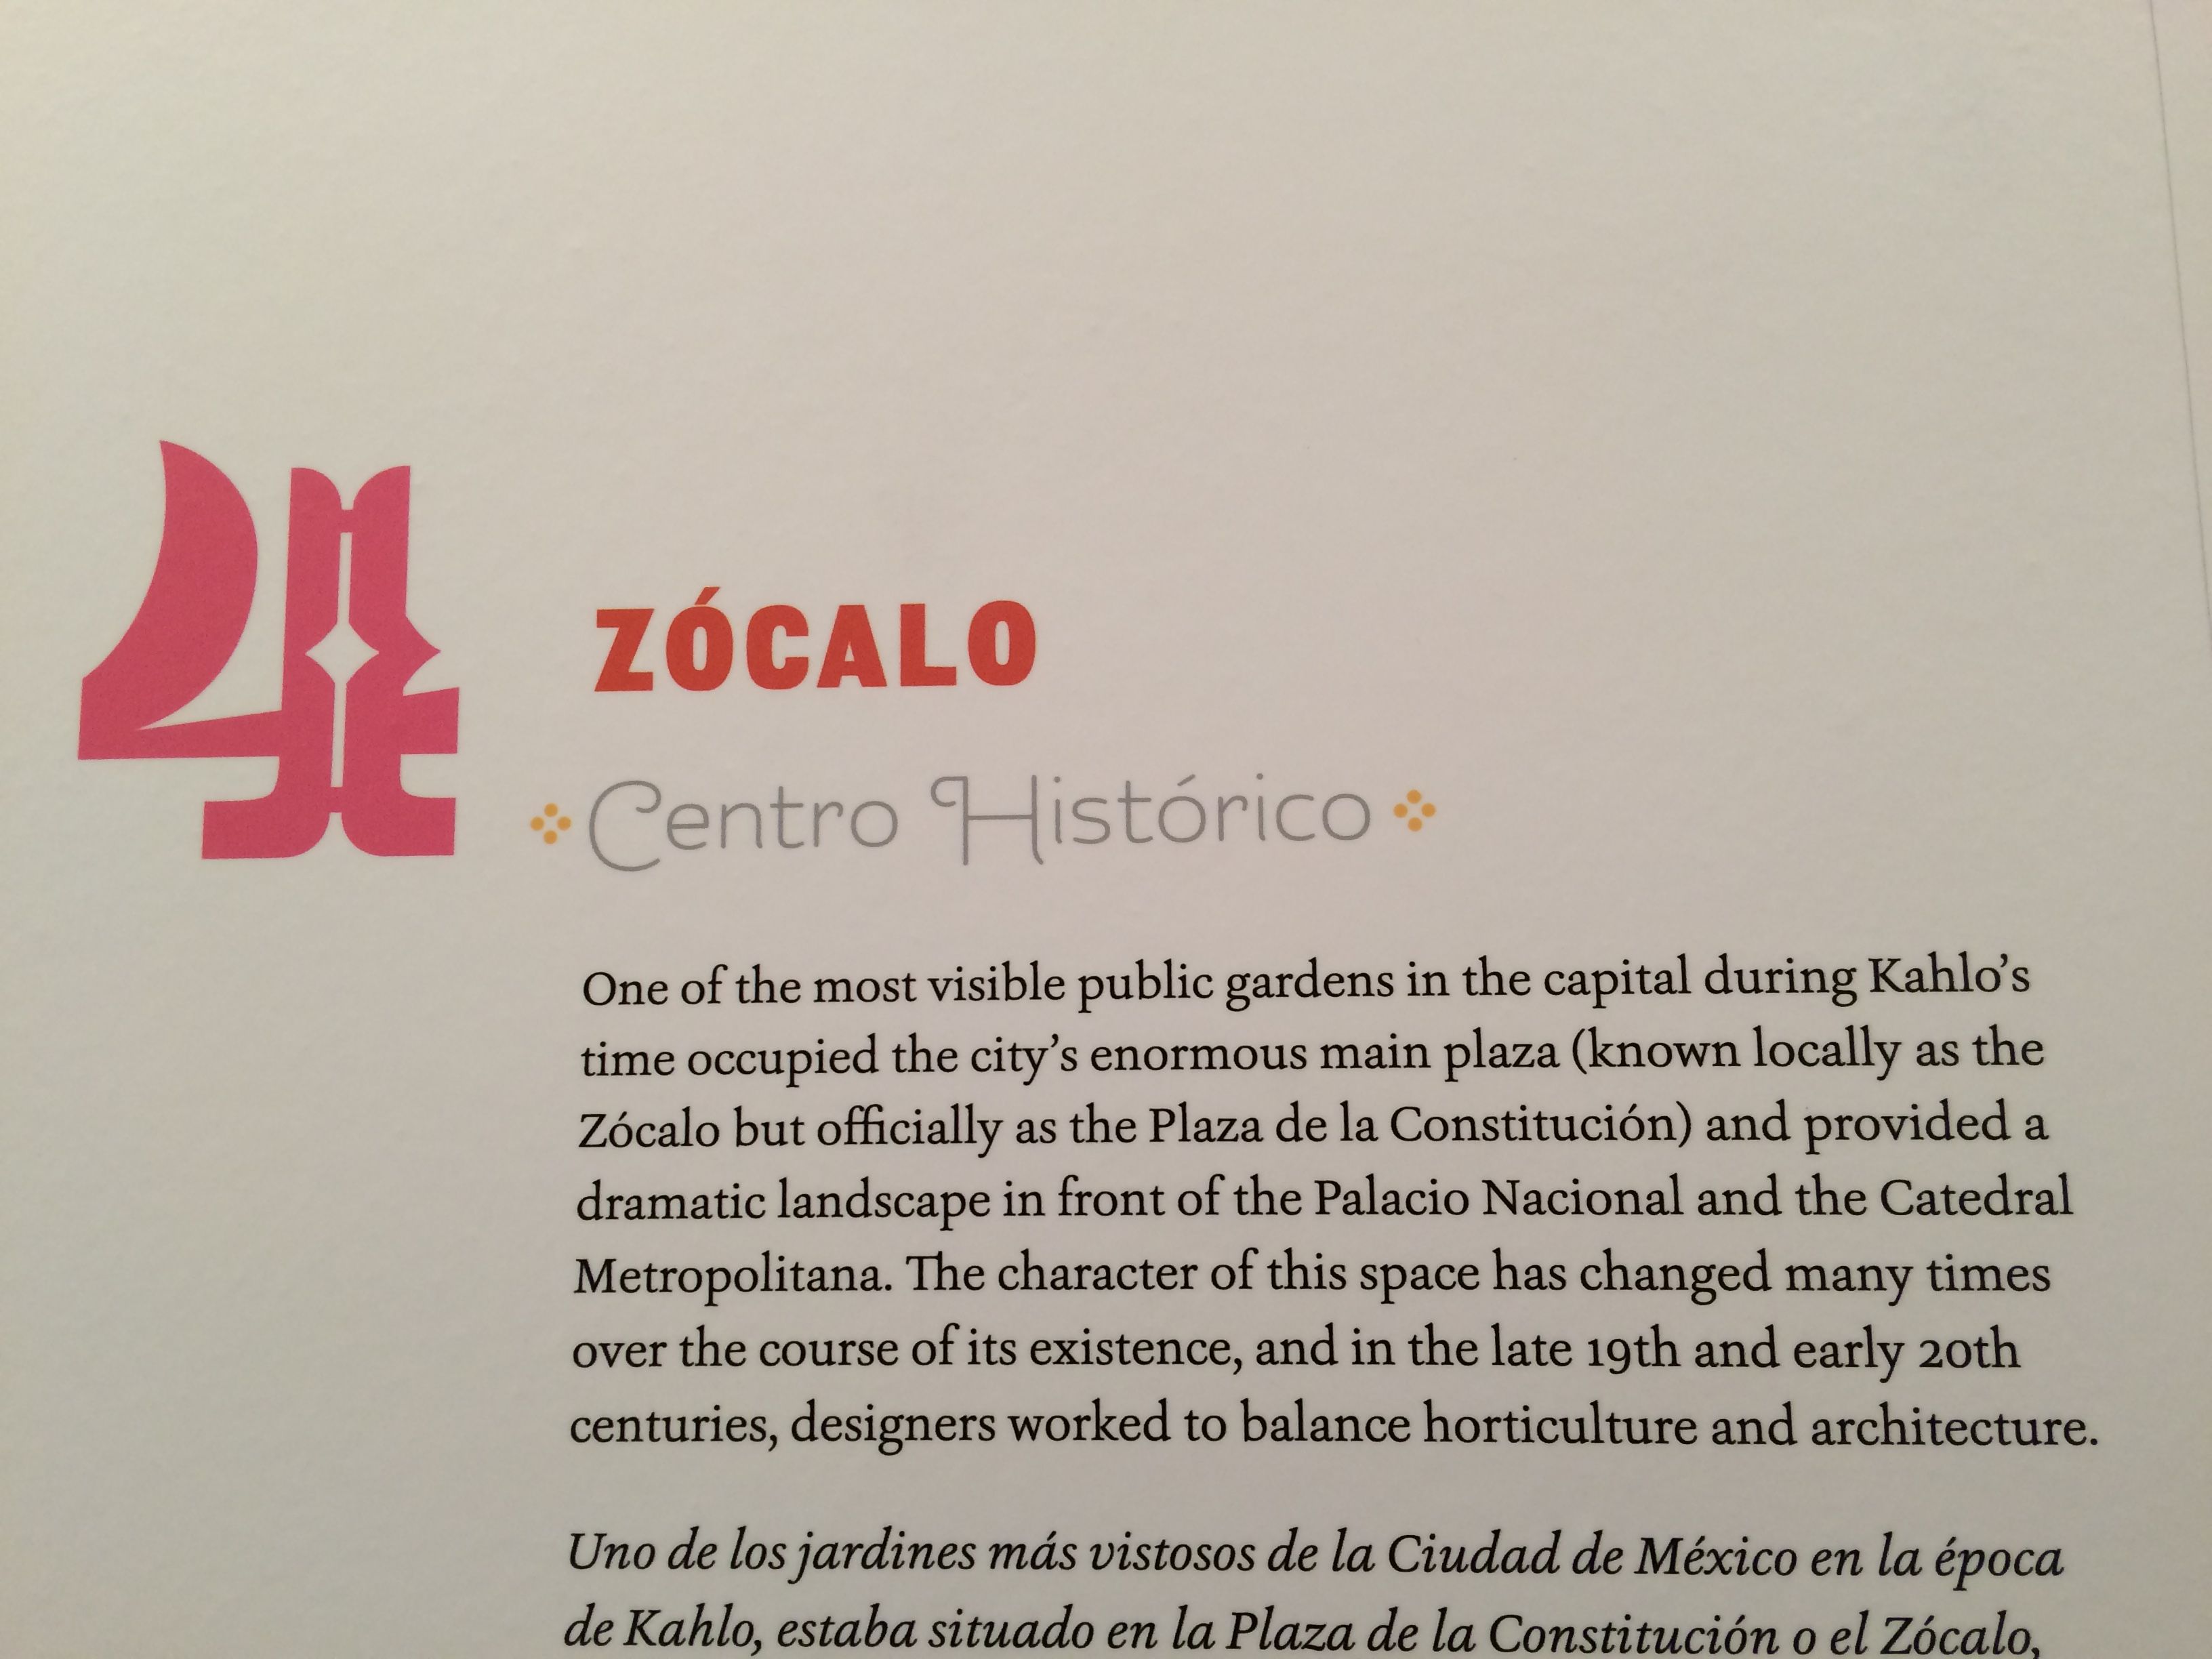 4
ZÓCALO
Centro Histórico
One of the most visible public gardens in the capital during Kahlo’s
time occupied the city’s enormous main plaza (known locally as the
Zócalo but officially as the Plaza de la Constitución) and provided a
dramatic landscape in front of the Palacio Nacional and the Catedral
Metropolitana. The character of this space has changed many times
over the course of its existence, and in the late 19th and early 20th
centuries, designers worked to balance horticulture and architecture.
Uno de los jardines más vistosos de la Ciudad de México en la época
de Kahlo, estaba situado en la Plaza de la Constitución o el Zócalo,